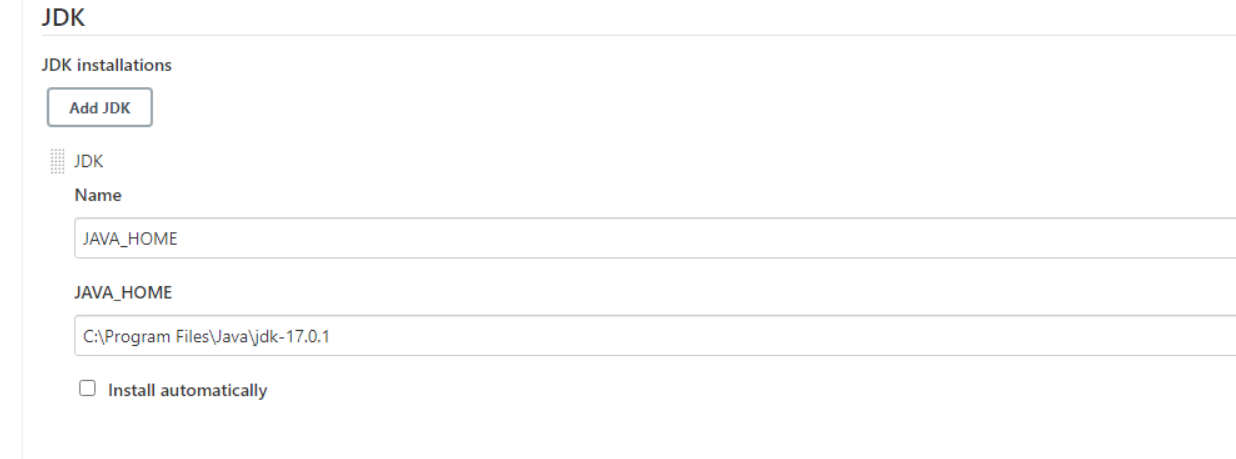 JDK
JDK installations
Add JDK
JDK
Name
JAVA_HOME
JAVA_HOME
C:\Program Files\Java\jdk-17.0.1
Install automatically